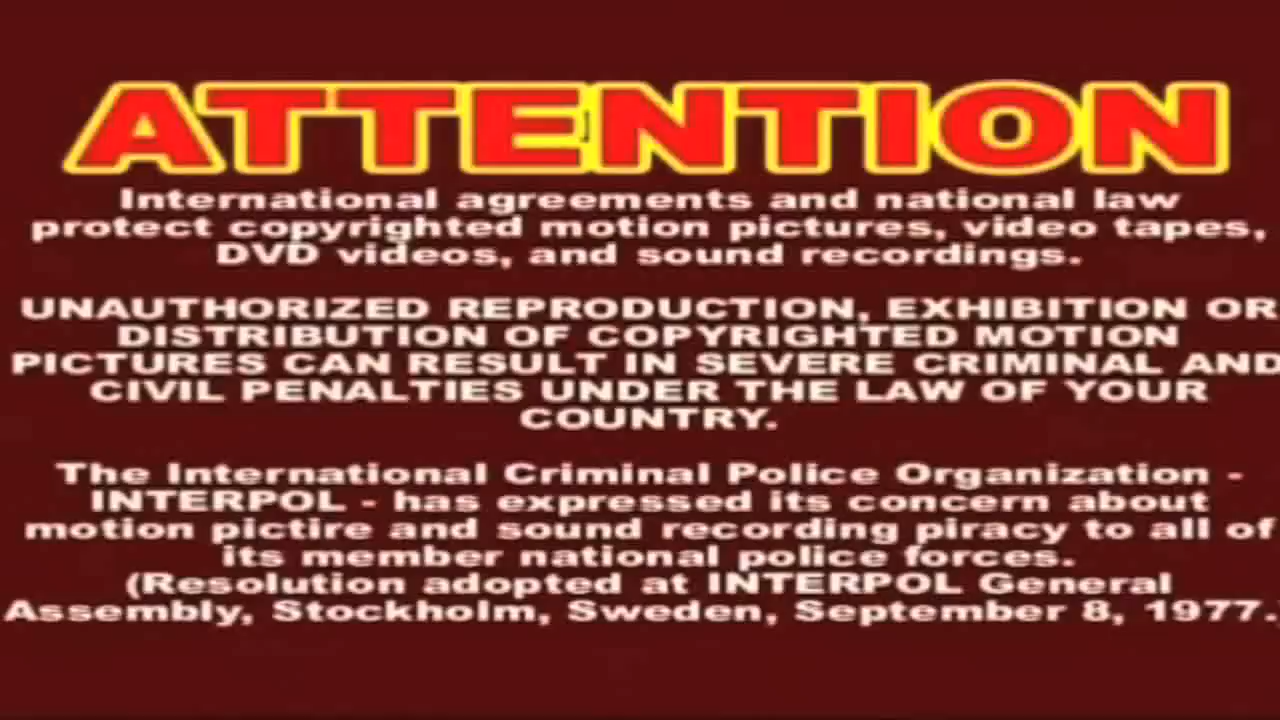 ATTENTION
International agreements and national law
protect copyrighted motion pictures, video tapes,
DVD videos, and sound recordings.
UNAUTHORIZED REPRODUCTION, EXHIBITION OR
DISTRIBUTION OF COPYRIGHTED MOTION
PICTURES CAN RESULT IN SEVERE CRIMINAL AND
CIVIL PENALTIES UNDER THE LAW OF YOUR
COUNTRY.
The International Criminal Police Organization -
INTERPOL - has expressed its concern about
motion pictire and sound recording piracy to all of
its member national police forces.
(Resolution adopted at INTERPOL General
Assembly, Stockholm, Sweden, September 8, 1977.